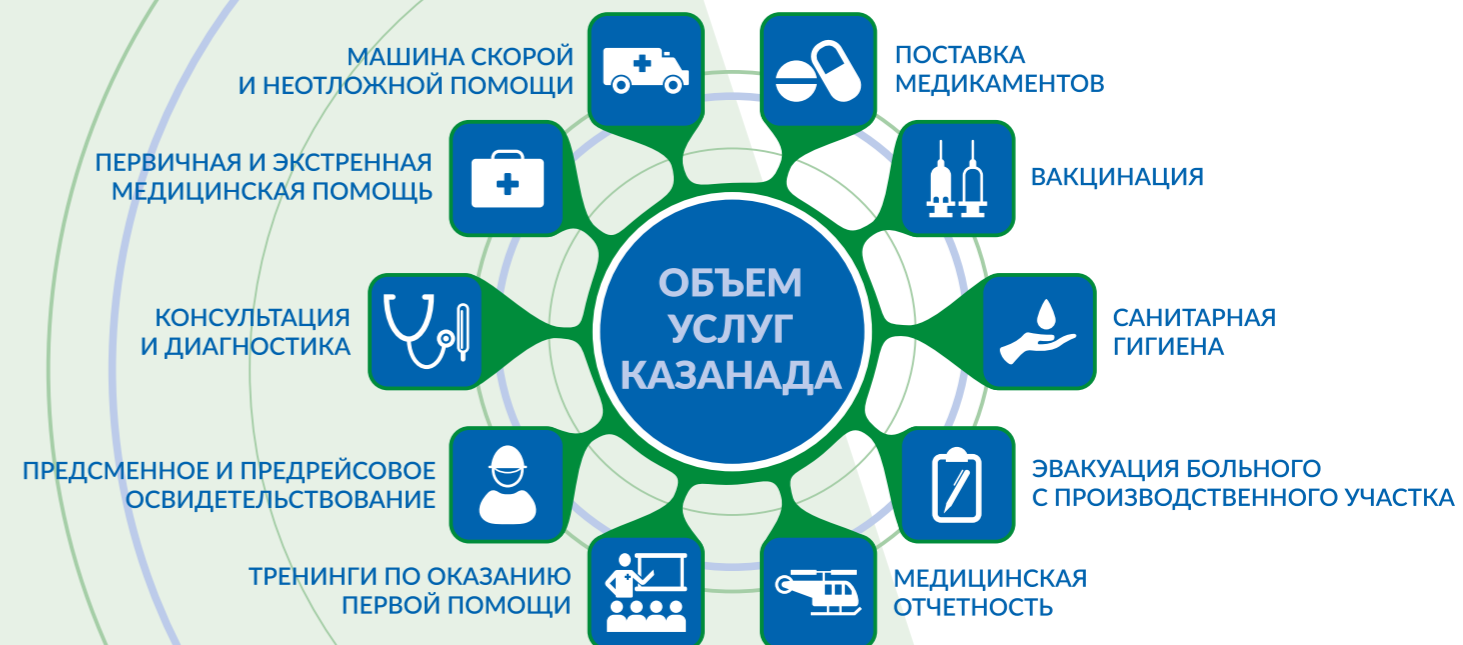 ОБЪЕМ
УСЛУГ
КАЗАНАДА
МАШИНА СКОРОЙ
И НЕОТЛОЖНОЙ ПОМОЩИ
ПЕРВИЧНАЯ И ЭКСТРЕННАЯ
МЕДИЦИНСКАЯ ПОМОЩЬ
КОНСУЛЬТАЦИЯ
И ДИАГНОСТИКА
ПРЕДСМЕННОЕ И ПРЕДРЕЙСОВОЕ
ОСВИДЕТЕЛЬСТВОВАНИЕ
ТРЕНИНГИ ПО ОКАЗАНИЮ
ПЕРВОЙ ПОМОЩИ
ПОСТАВКА
МЕДИКАМЕНТОВ
ВАКЦИНАЦИЯ
САНИТАРНАЯ
ГИГИЕНА
ЭВАКУАЦИЯ БОЛЬНОГО
С ПРОИЗВОДСТВЕННОГО УЧАСТКА
МЕДИЦИНСКАЯ
ОТЧЕТНОСТЬ